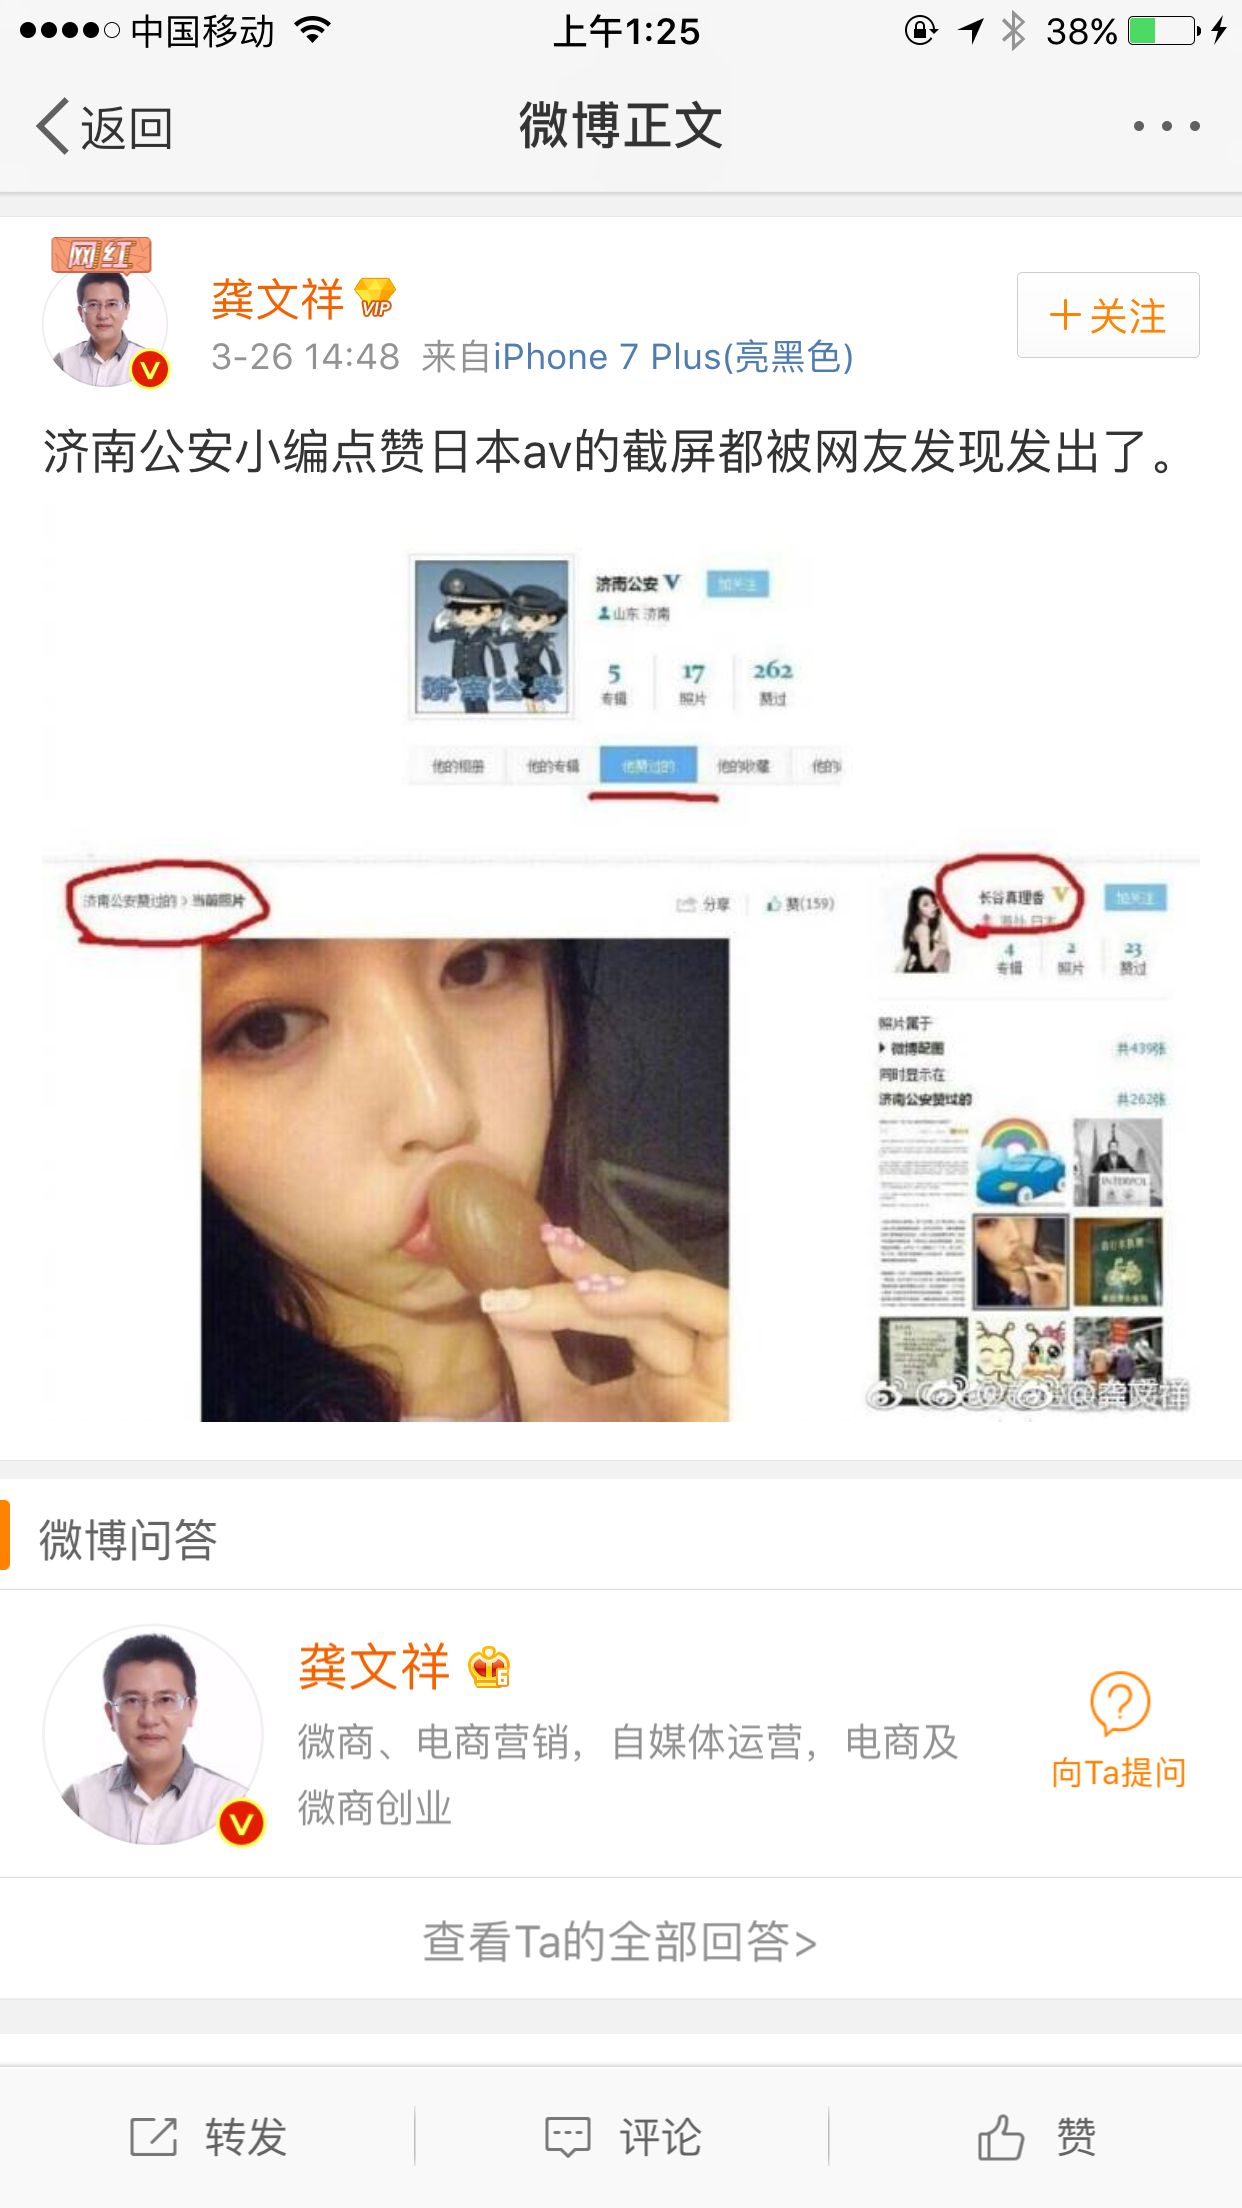 中国移动 上午1:25 38%
返回 微博正文
网红
龚文祥 VIP
+关注
3-26 14:48 来自iPhone 7 Plus(亮黑色)
济南公安小编点赞日本av的截屏都被网友发现发出了。
济南公安 V 加关注
山东 济南
5 17 262
专辑 照片 赞过
济南公安
他的相册 他的专辑 他赞过的 他的收藏 他的
济南公安赞过的 > 当前照片
分享 赞(159)
长谷真理香 V 加关注
海外 日本
4 2 23
专辑 照片 赞过
照片属于
微博配图 共439张
同时显示在
济南公安赞过的 共262张
INTERPOL
@龚文祥
微博问答
龚文祥
微商、电商营销，自媒体运营，电商及
微商创业
向Ta提问
查看Ta的全部回答>
转发 评论 赞